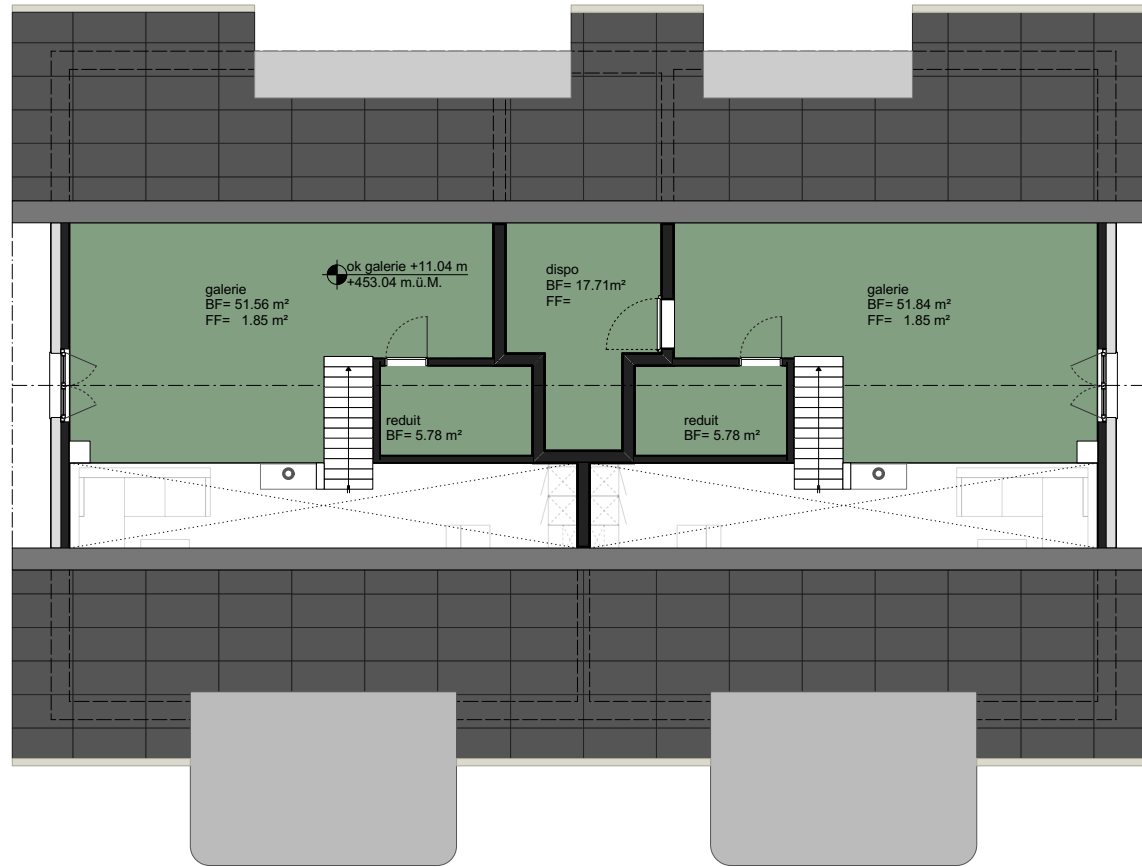 ok galerie +11.04 m
+453.04 m.ü.M.
galerie
BF= 51.56 m²
FF= 1.85 m²
dispo
BF= 17.71m²
FF=
galerie
BF= 51.84 m²
FF= 1.85 m²
reduit
BF= 5.78 m²
reduit
BF= 5.78 m²